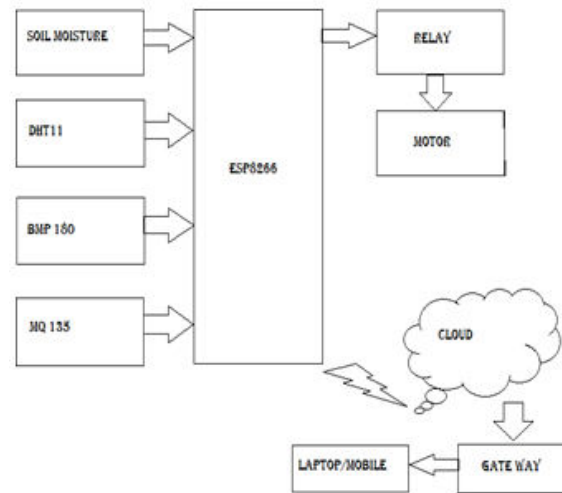 SOIL MOISTURE
DHT11
BMP 180
MQ 135
ESP8266
RELAY
MOTOR
CLOUD
GATE WAY
LAPTOP/MOBILE